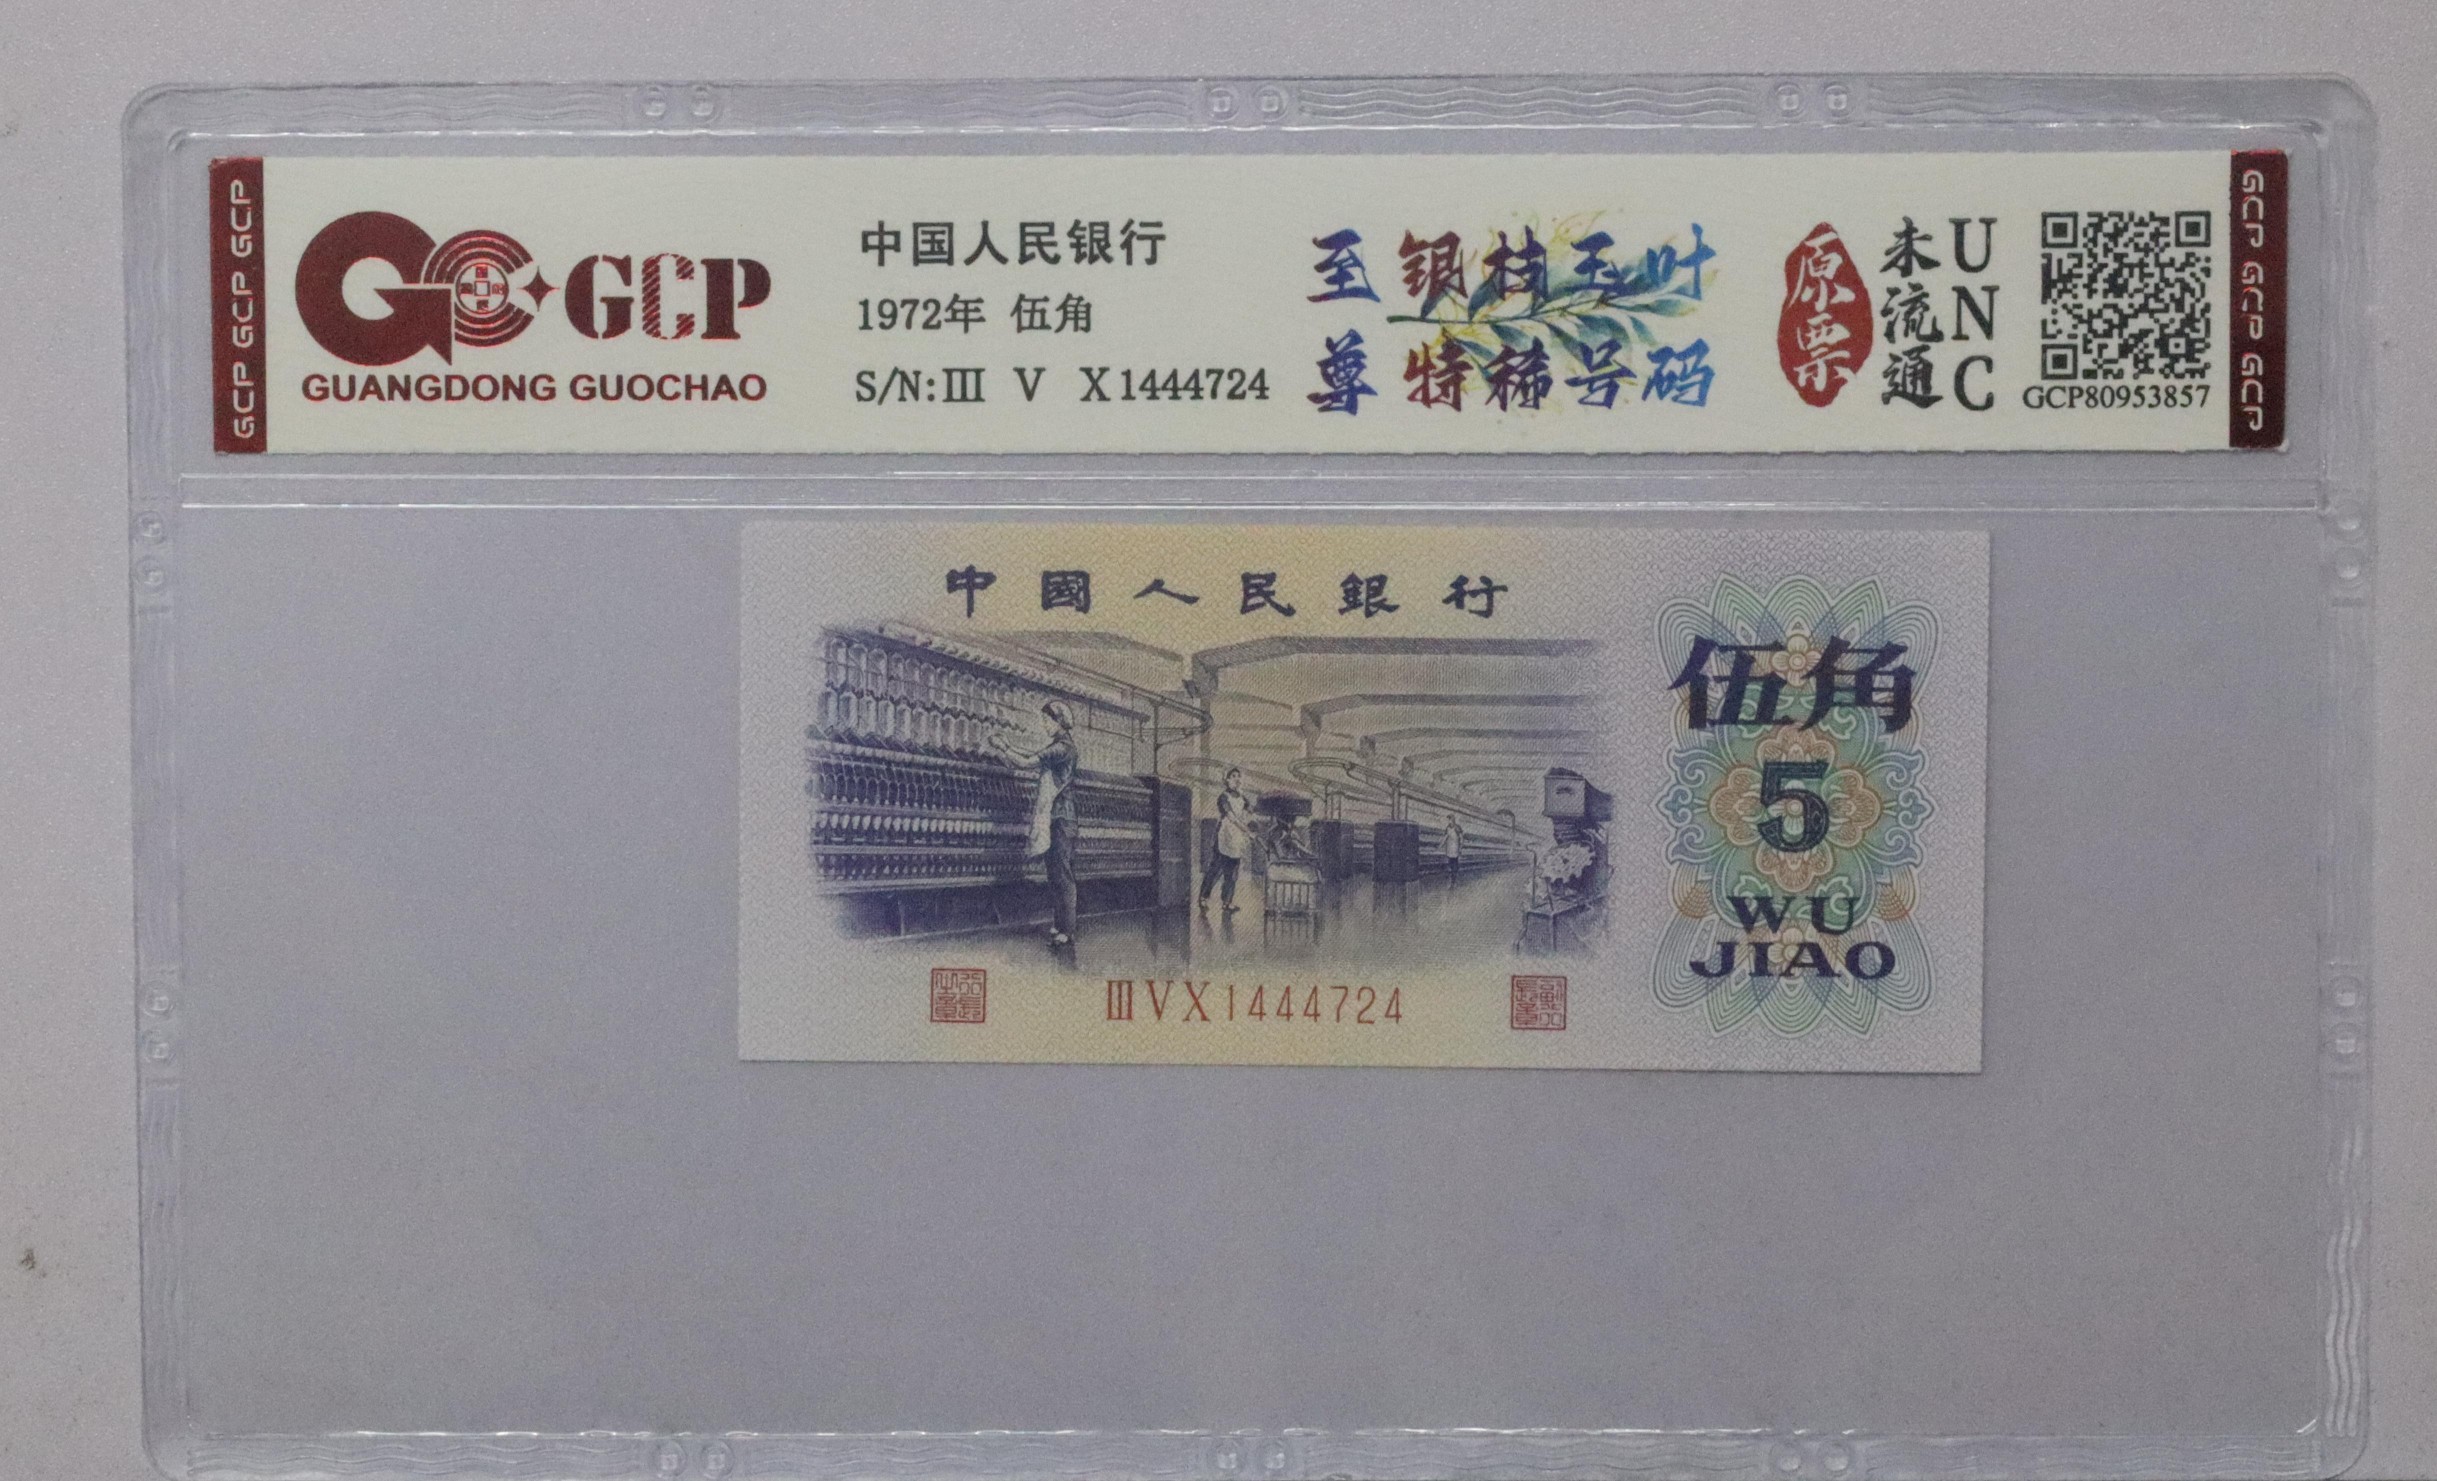 GCP GCP GCP
GCP
GUANGDONG GUOCHAO
中国人民银行
1972年 伍角
S/N:Ⅲ V X1444724
至尊
银枝玉叶
特稀号码
原票
未流通
UNC
GCP80953857
GCP GCP GCP
中國人民銀行
伍角
5
WU
JIAO
ⅢVX1444724